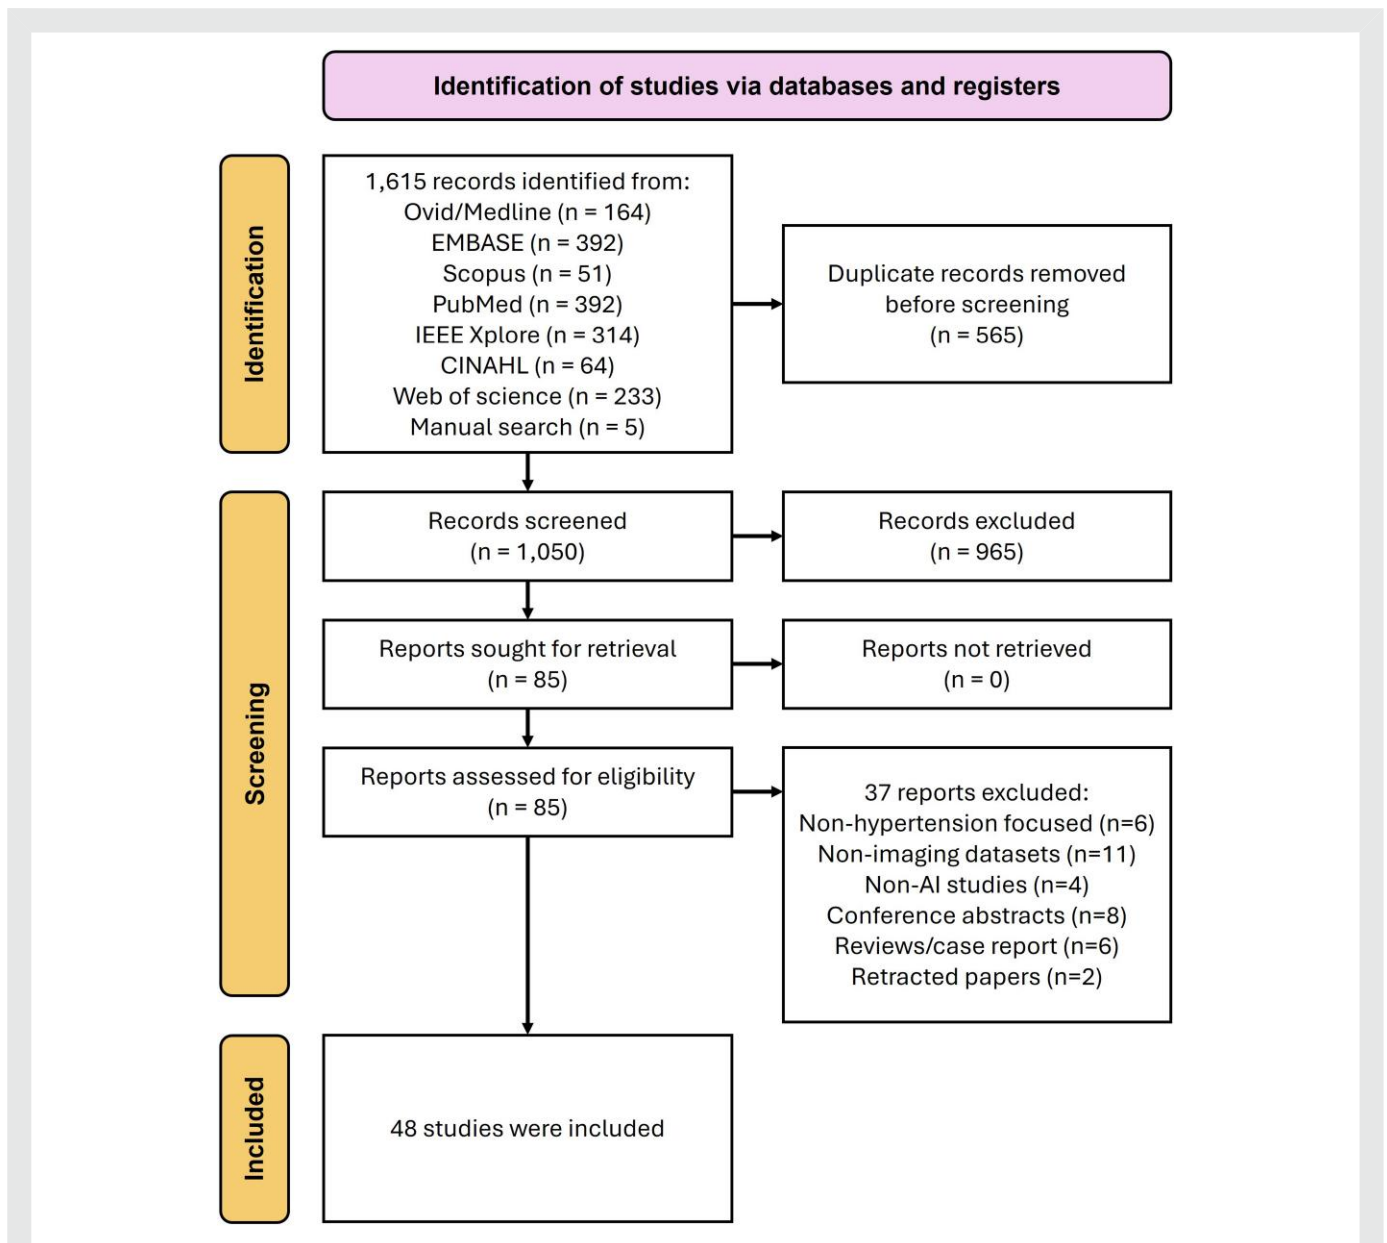 Identification of studies via databases and registers
Identification
1,615 records identified from:
Ovid/Medline (n = 164)
EMBASE (n = 392)
Scopus (n = 51)
PubMed (n = 392)
IEEE Xplore (n = 314)
CINAHL (n = 64)
Web of science (n = 233)
Manual search (n = 5)
Duplicate records removed
before screening
(n = 565)
Screening
Records screened
(n = 1,050)
Records excluded
(n = 965)
Reports sought for retrieval
(n = 85)
Reports not retrieved
(n = 0)
Reports assessed for eligibility
(n = 85)
37 reports excluded:
Non-hypertension focused (n=6)
Non-imaging datasets (n=11)
Non-AI studies (n=4)
Conference abstracts (n=8)
Reviews/case report (n=6)
Retracted papers (n=2)
Included
48 studies were included